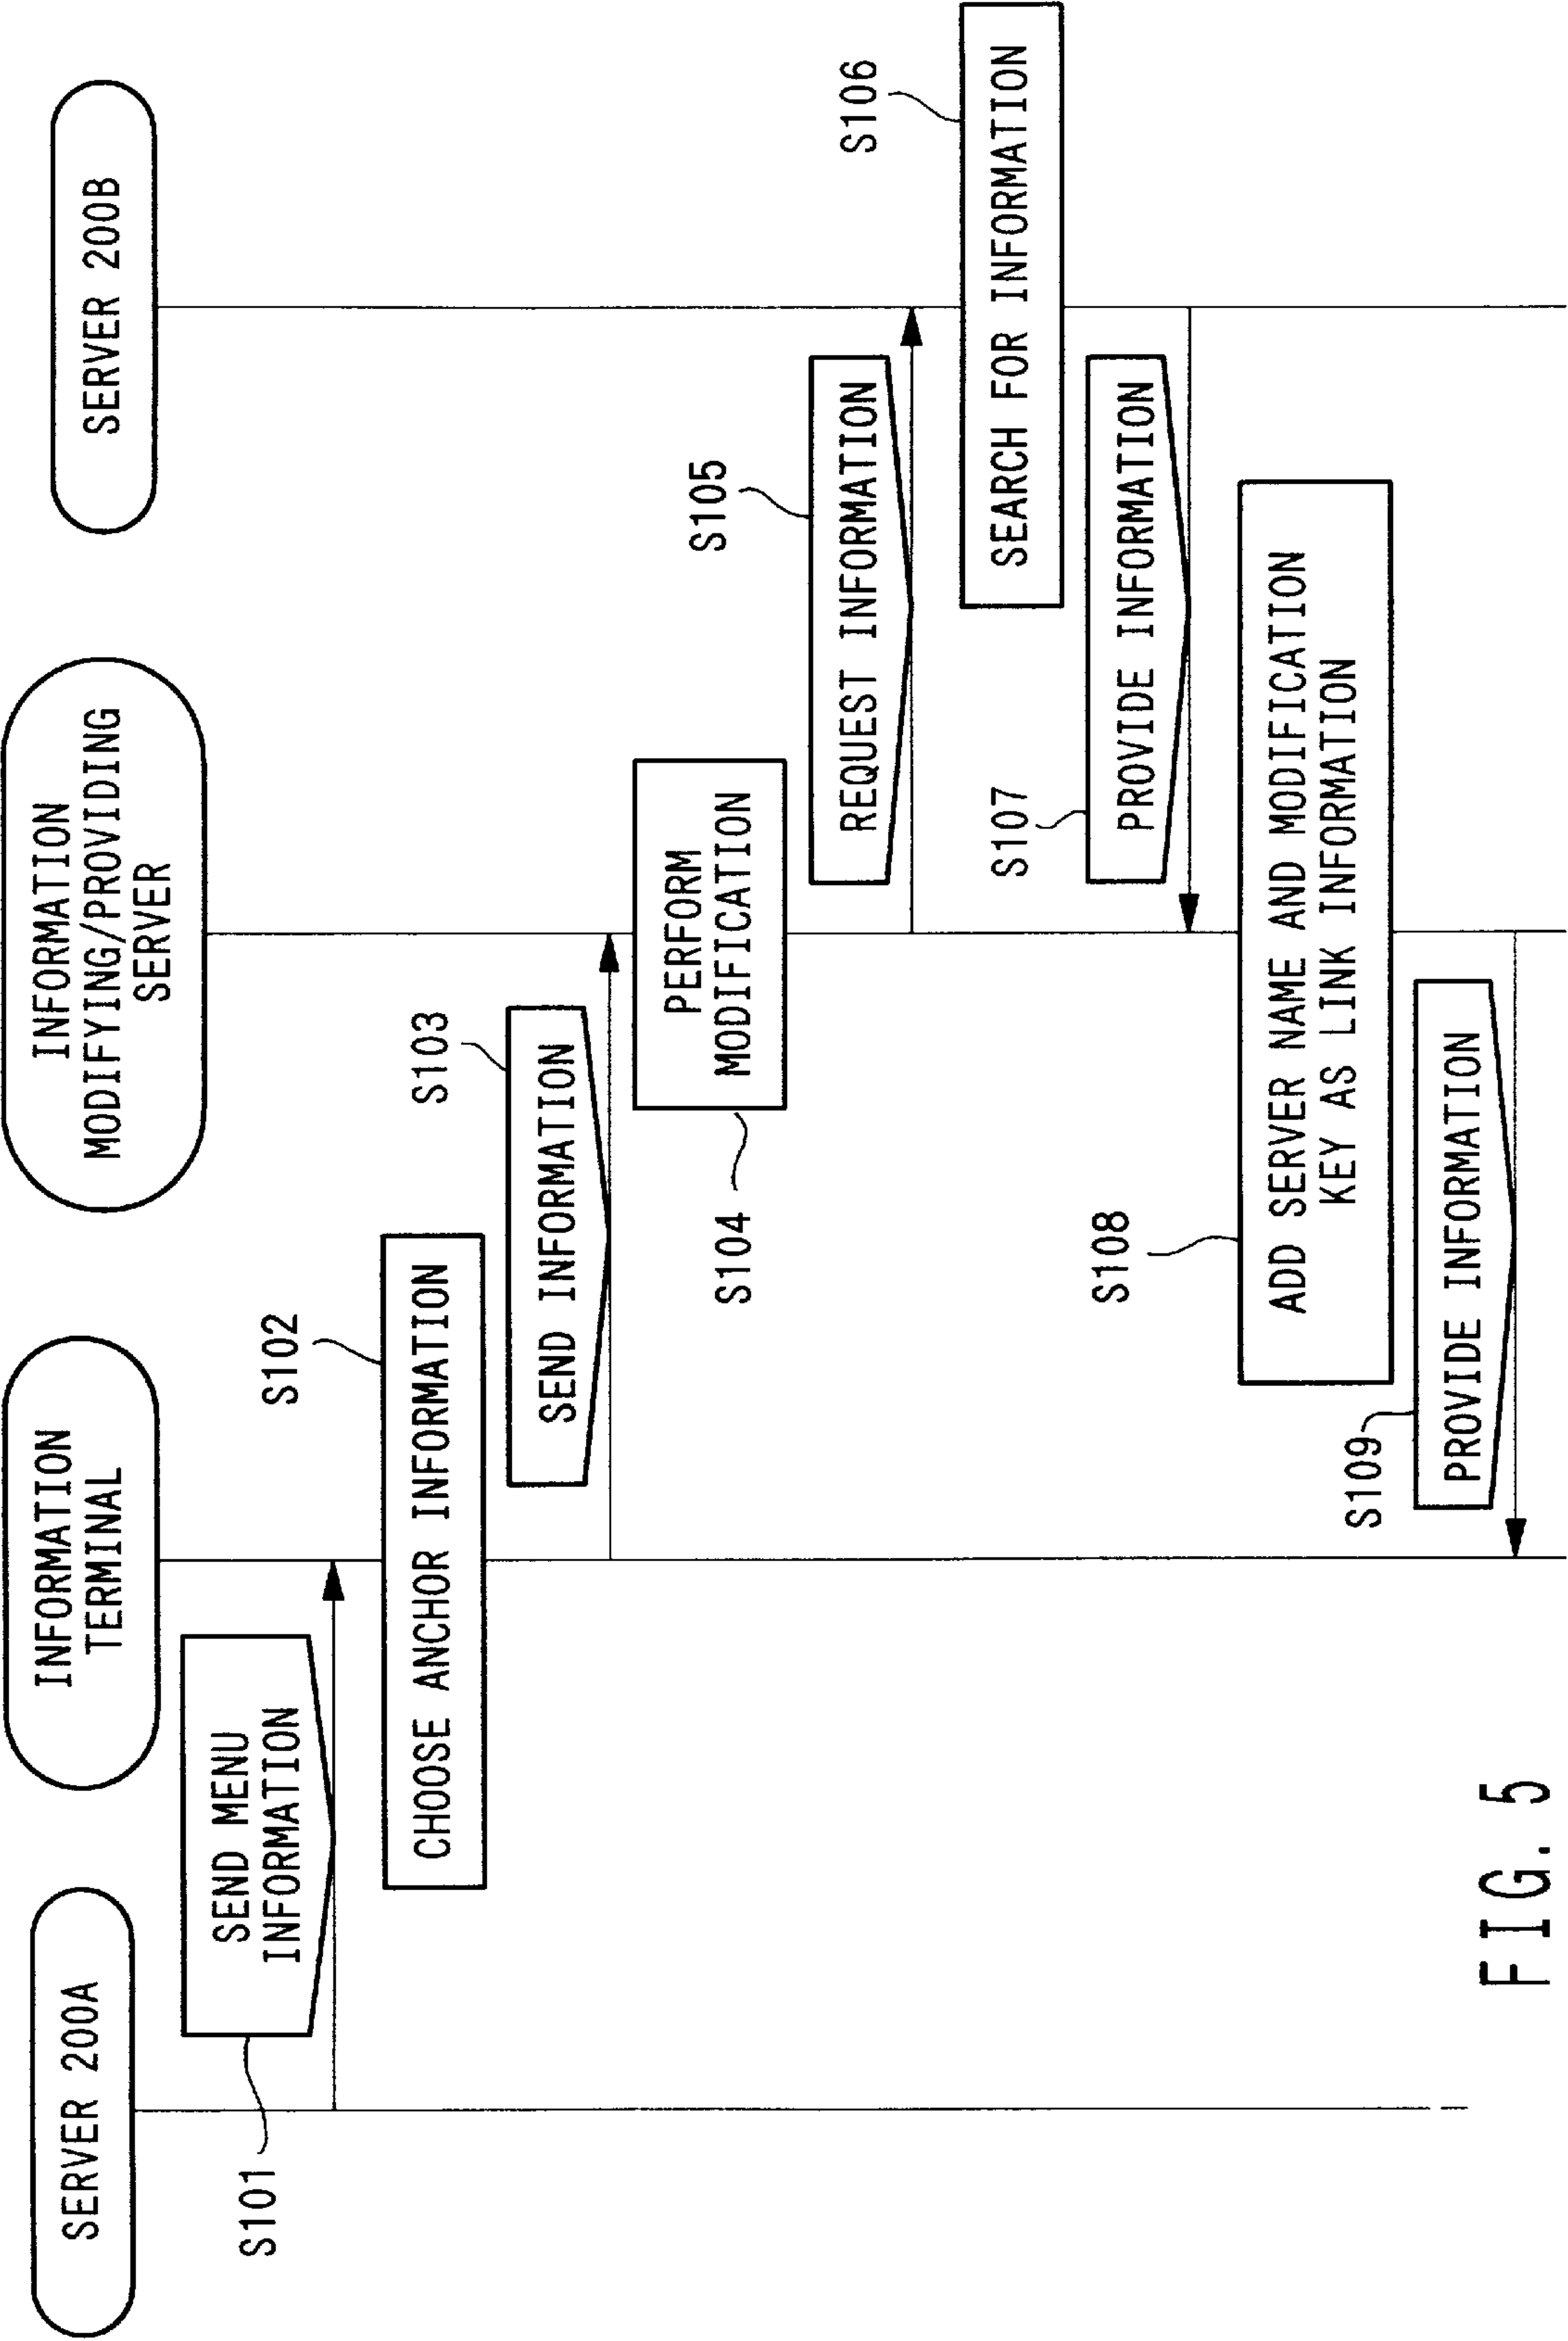 SERVER 200A
INFORMATION
TERMINAL
INFORMATION
MODIFYING/PROVIDING
SERVER
SERVER 200B
S101
SEND MENU
INFORMATION
S102
CHOOSE ANCHOR INFORMATION
S103
SEND INFORMATION
S104
PERFORM
MODIFICATION
S105
REQUEST INFORMATION
S106
SEARCH FOR INFORMATION
S107
PROVIDE INFORMATION
S108
ADD SERVER NAME AND MODIFICATION
KEY AS LINK INFORMATION
S109
PROVIDE INFORMATION
FIG. 5